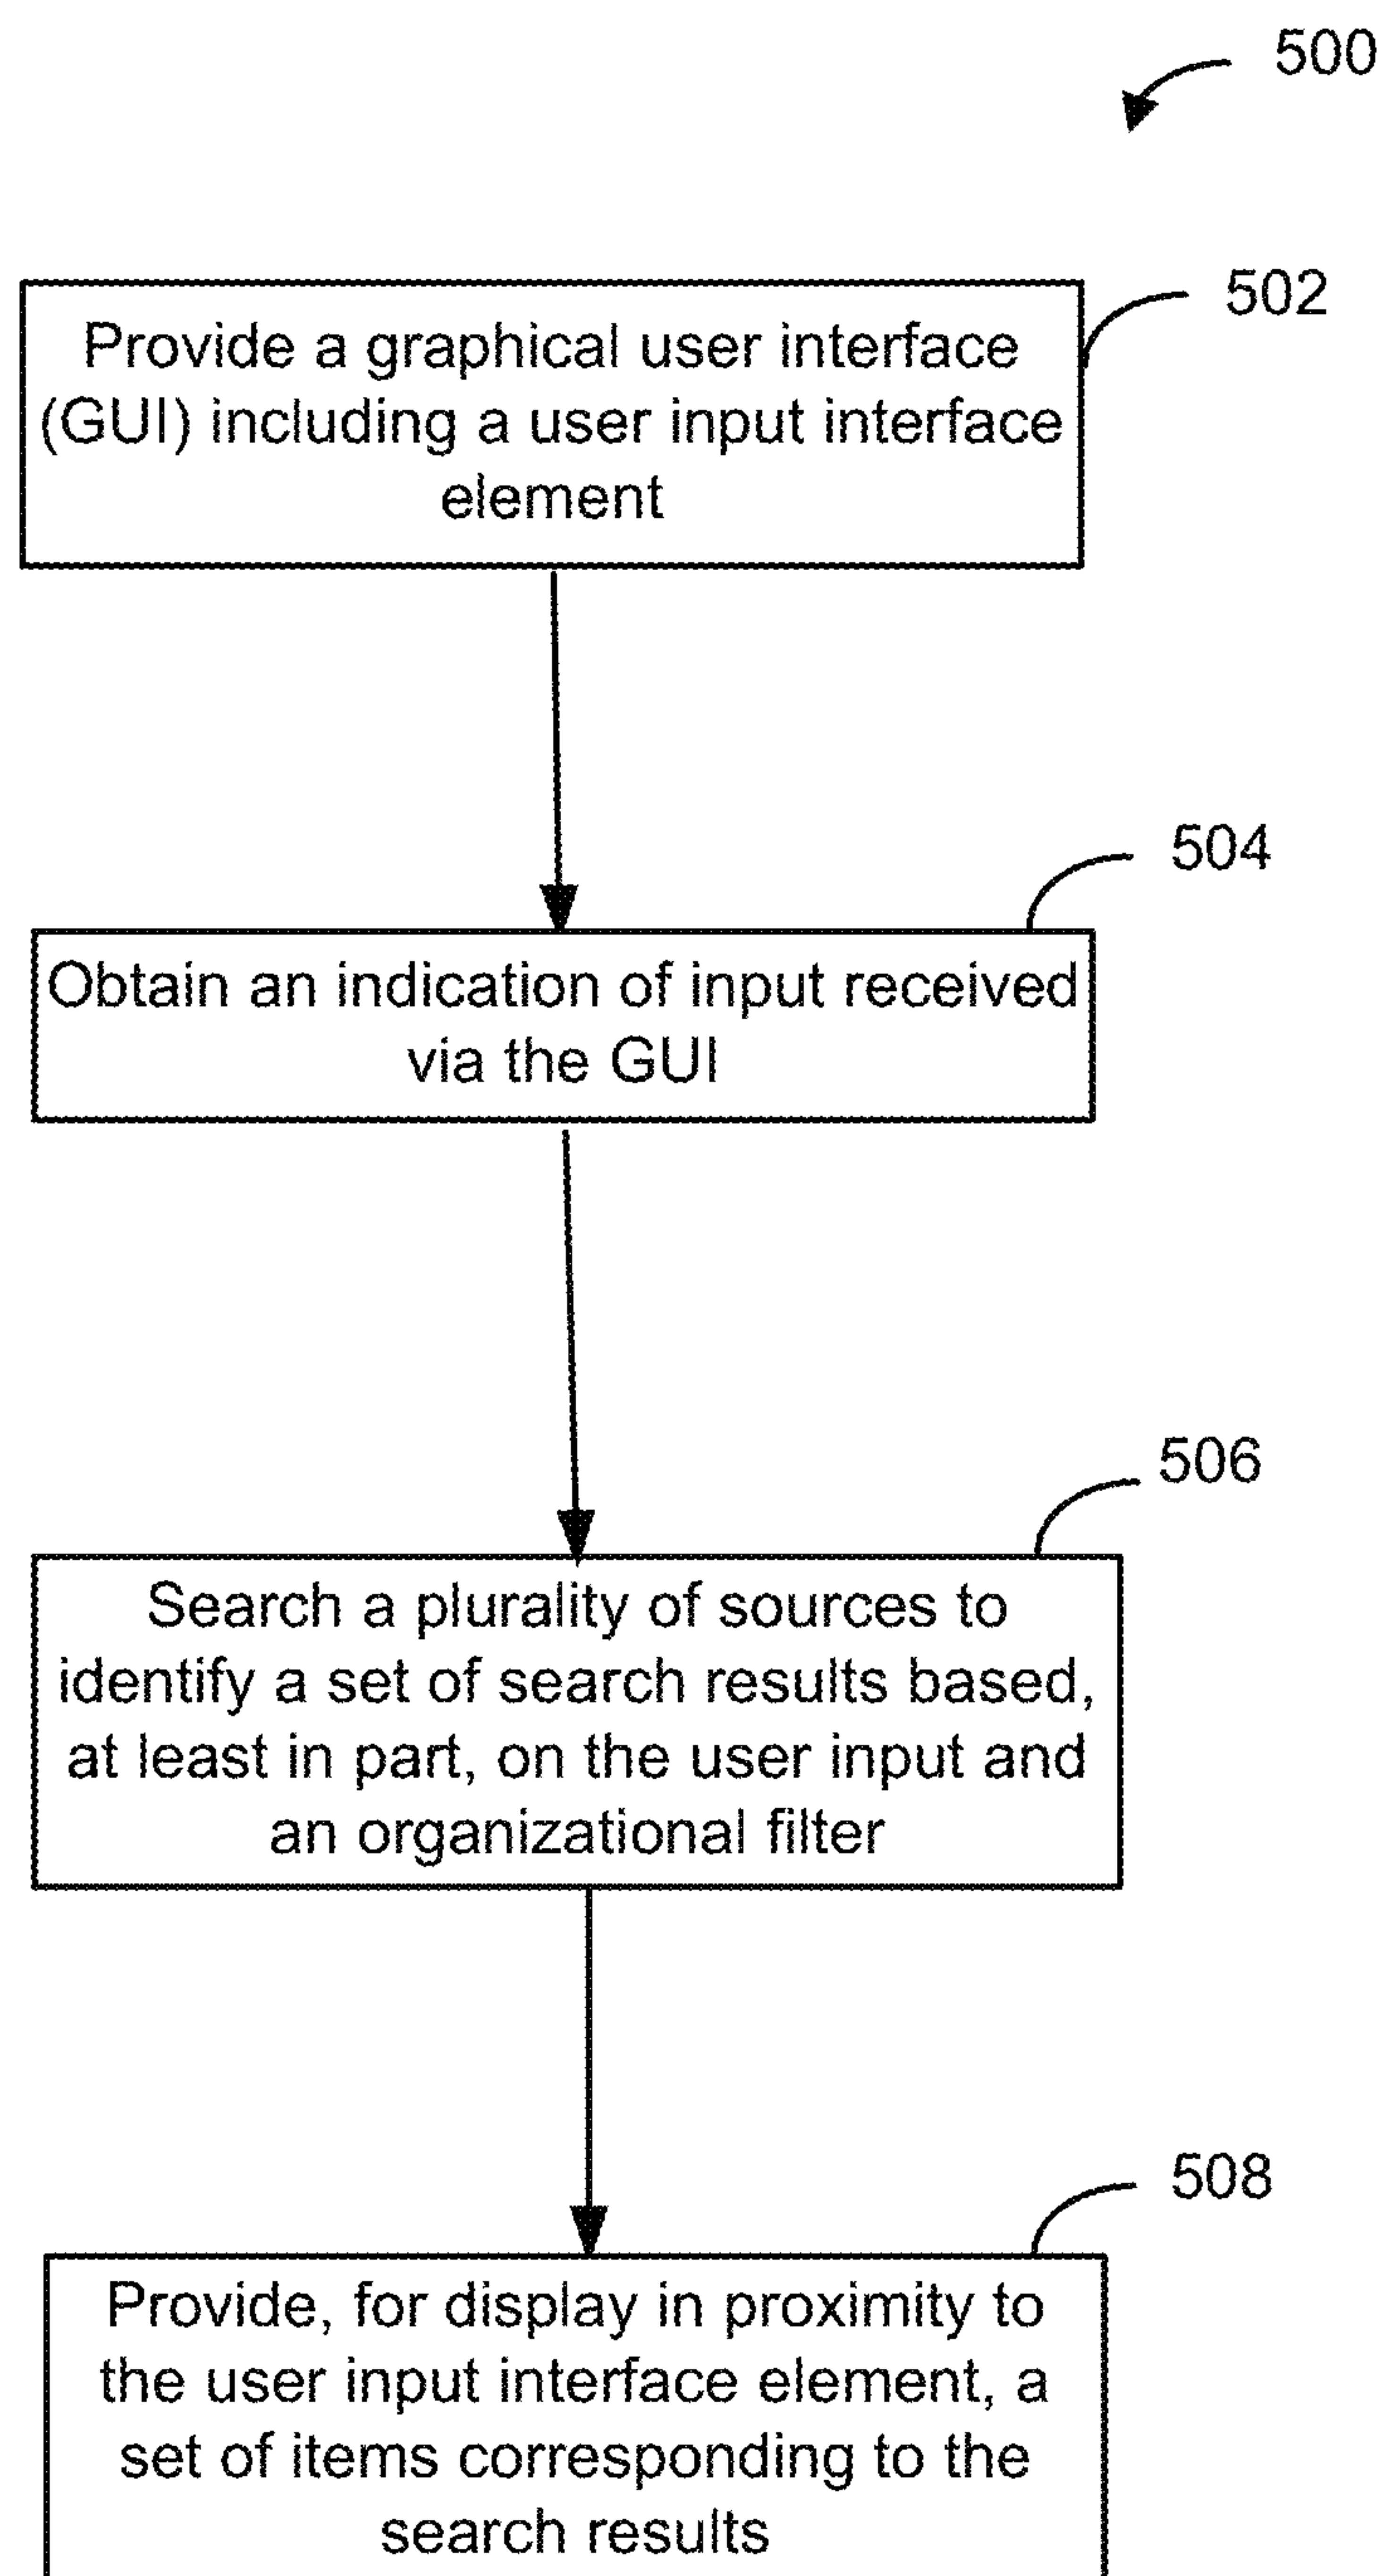 500
502
Provide a graphical user interface
(GUI) including a user input interface
element
504
Obtain an indication of input received
via the GUI
506
Search a plurality of sources to
identify a set of search results based,
at least in part, on the user input and
an organizational filter
508
Provide, for display in proximity to
the user input interface element, a
set of items corresponding to the
search results